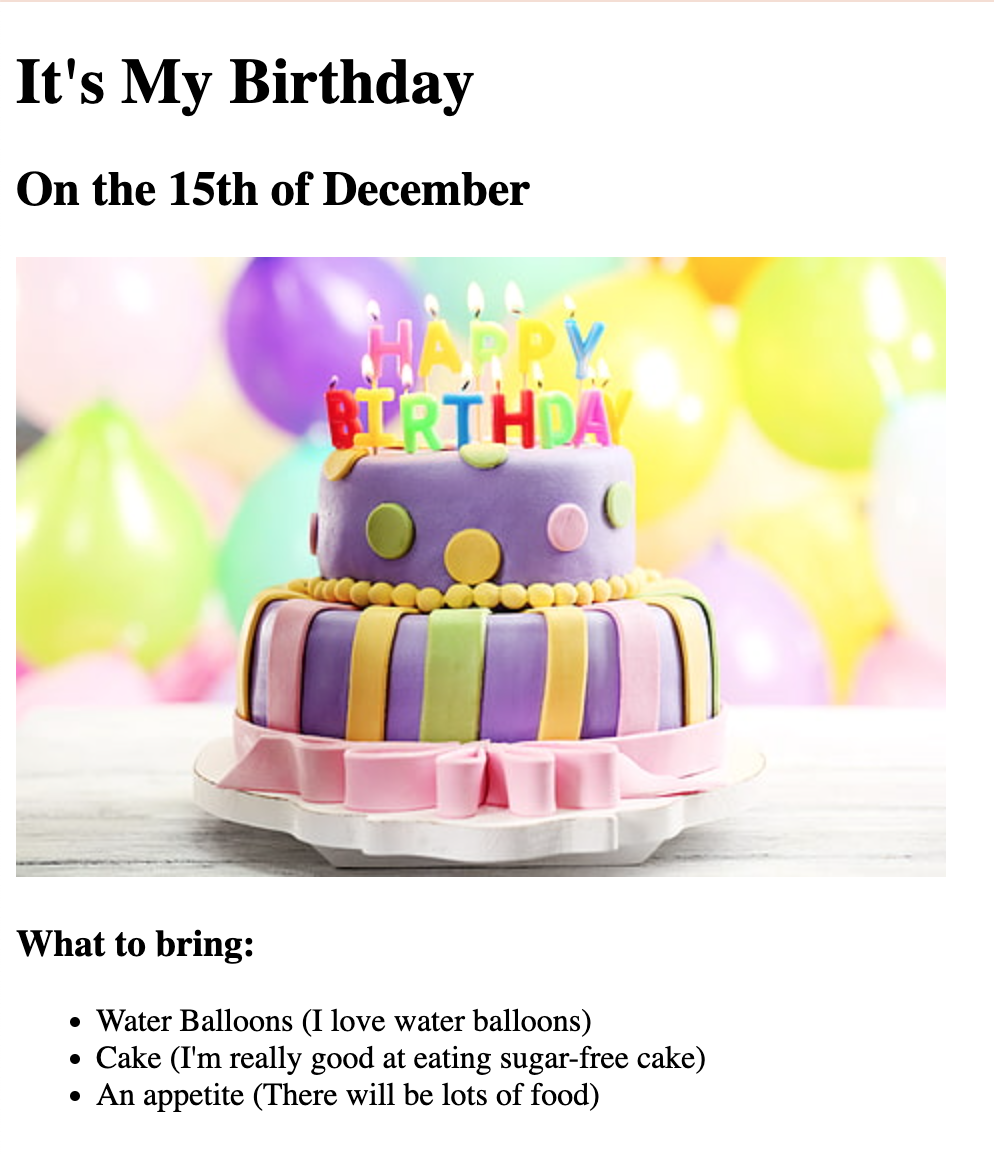 It's My Birthday
On the 15th of December
HAPPY
BIRTHDAY
What to bring:
Water Balloons (I love water balloons)
Cake (I'm really good at eating sugar-free cake)
An appetite (There will be lots of food)